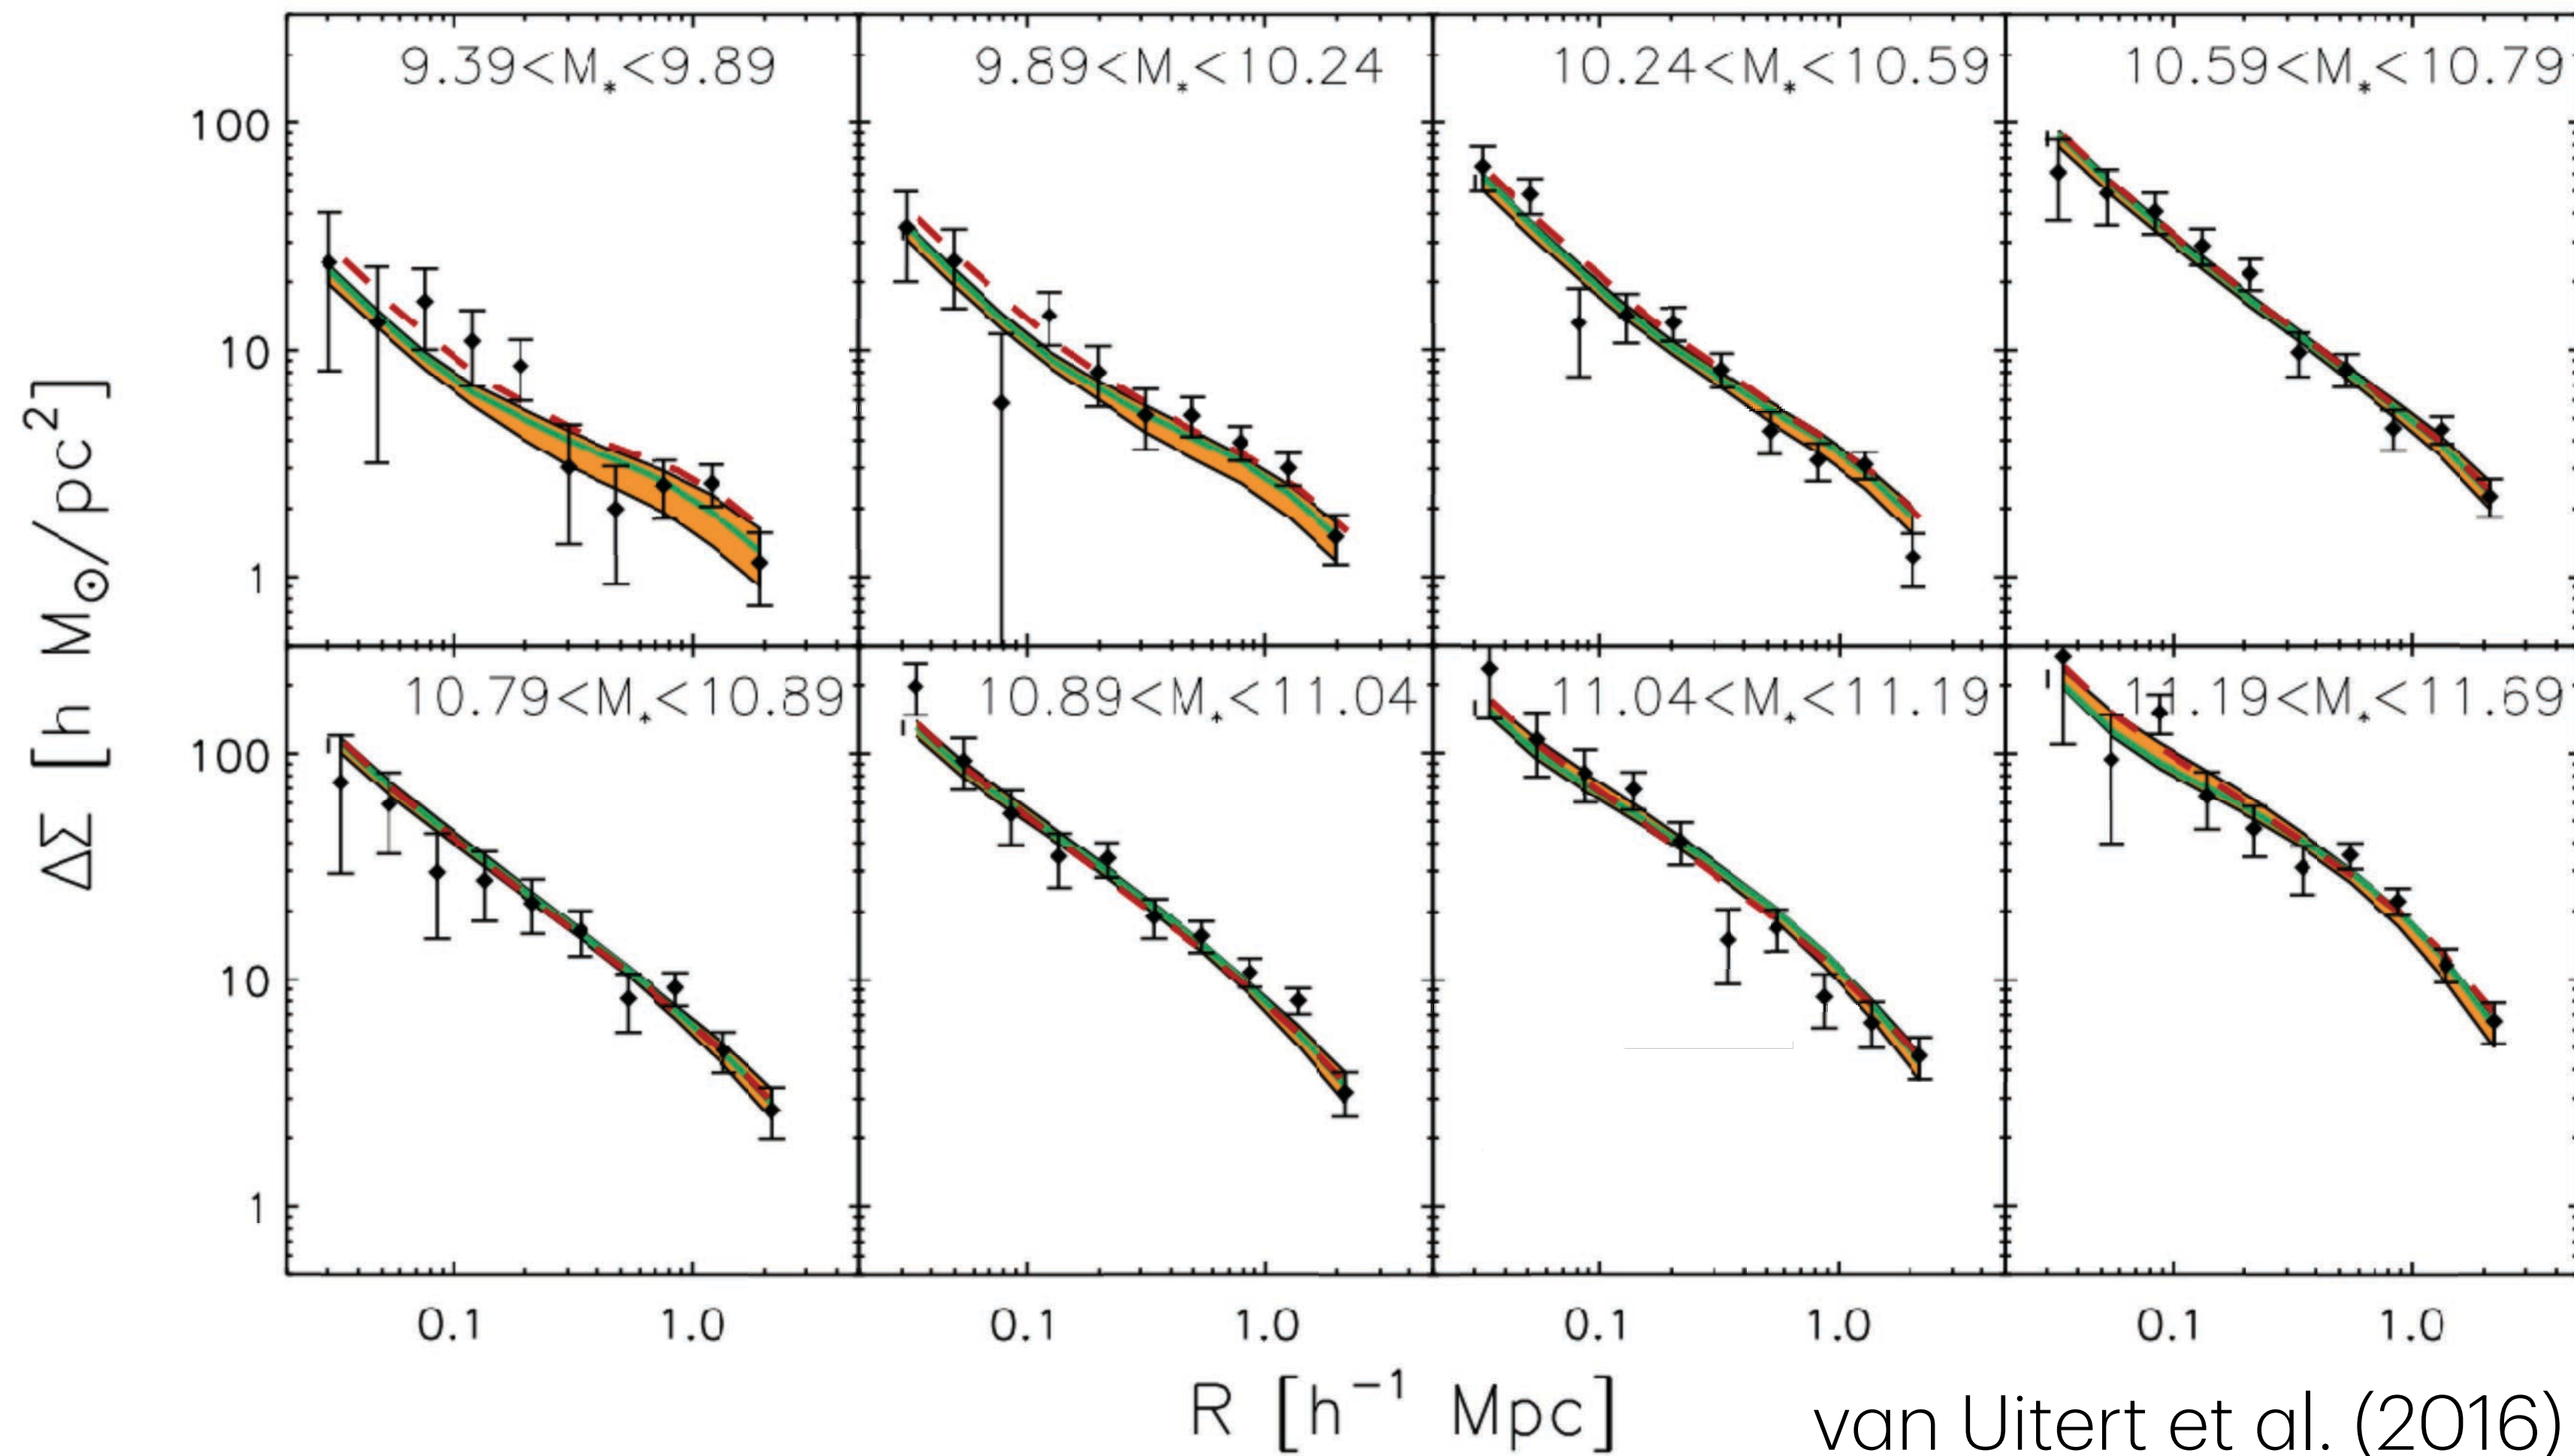 9.39<M*<9.89
9.89<M*<10.24
10.24<M*<10.59
10.59<M*<10.79
100
10
1
10.79<M*<10.89
10.89<M*<11.04
11.04<M*<11.19
11.19<M*<11.69
100
10
1
ΔΣ [h M⊙/pc²]
0.1 1.0 0.1 1.0 0.1 1.0 0.1 1.0
R [h⁻¹ Mpc]
van Uitert et al. (2016)